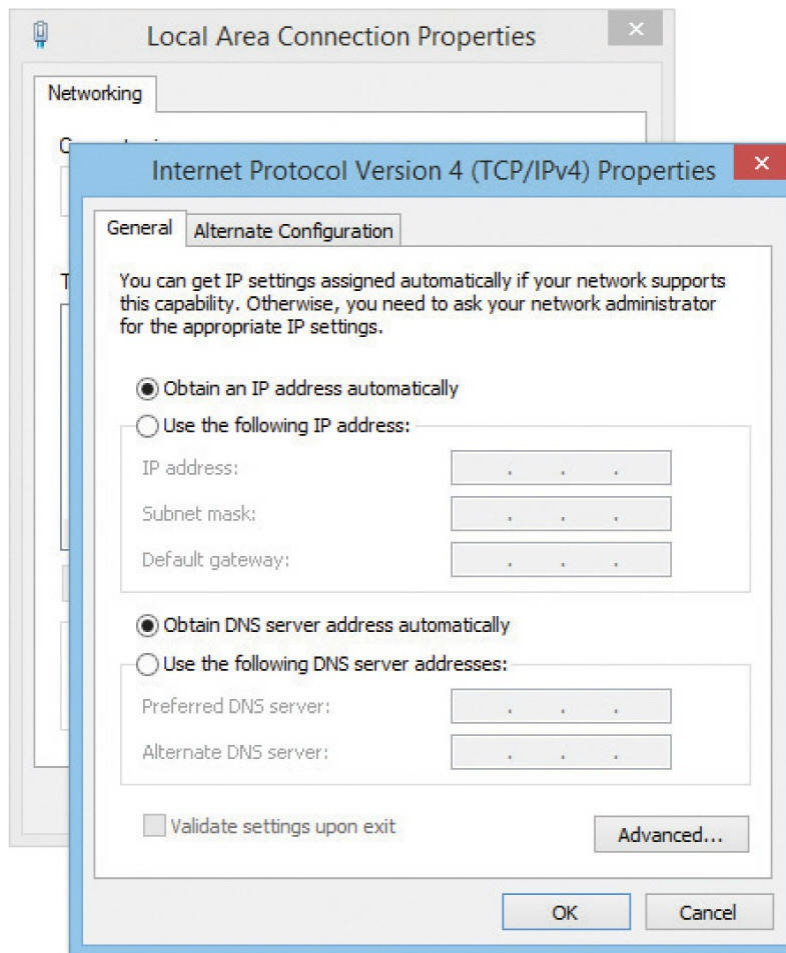 Local Area Connection Properties
Networking
Internet Protocol Version 4 (TCP/IPv4) Properties
General
Alternate Configuration
You can get IP settings assigned automatically if your network supports
this capability. Otherwise, you need to ask your network administrator
for the appropriate IP settings.
Obtain an IP address automatically
Use the following IP address:
IP address:
Subnet mask:
Default gateway:
Obtain DNS server address automatically
Use the following DNS server addresses:
Preferred DNS server:
Alternate DNS server:
Validate settings upon exit
Advanced...
OK
Cancel